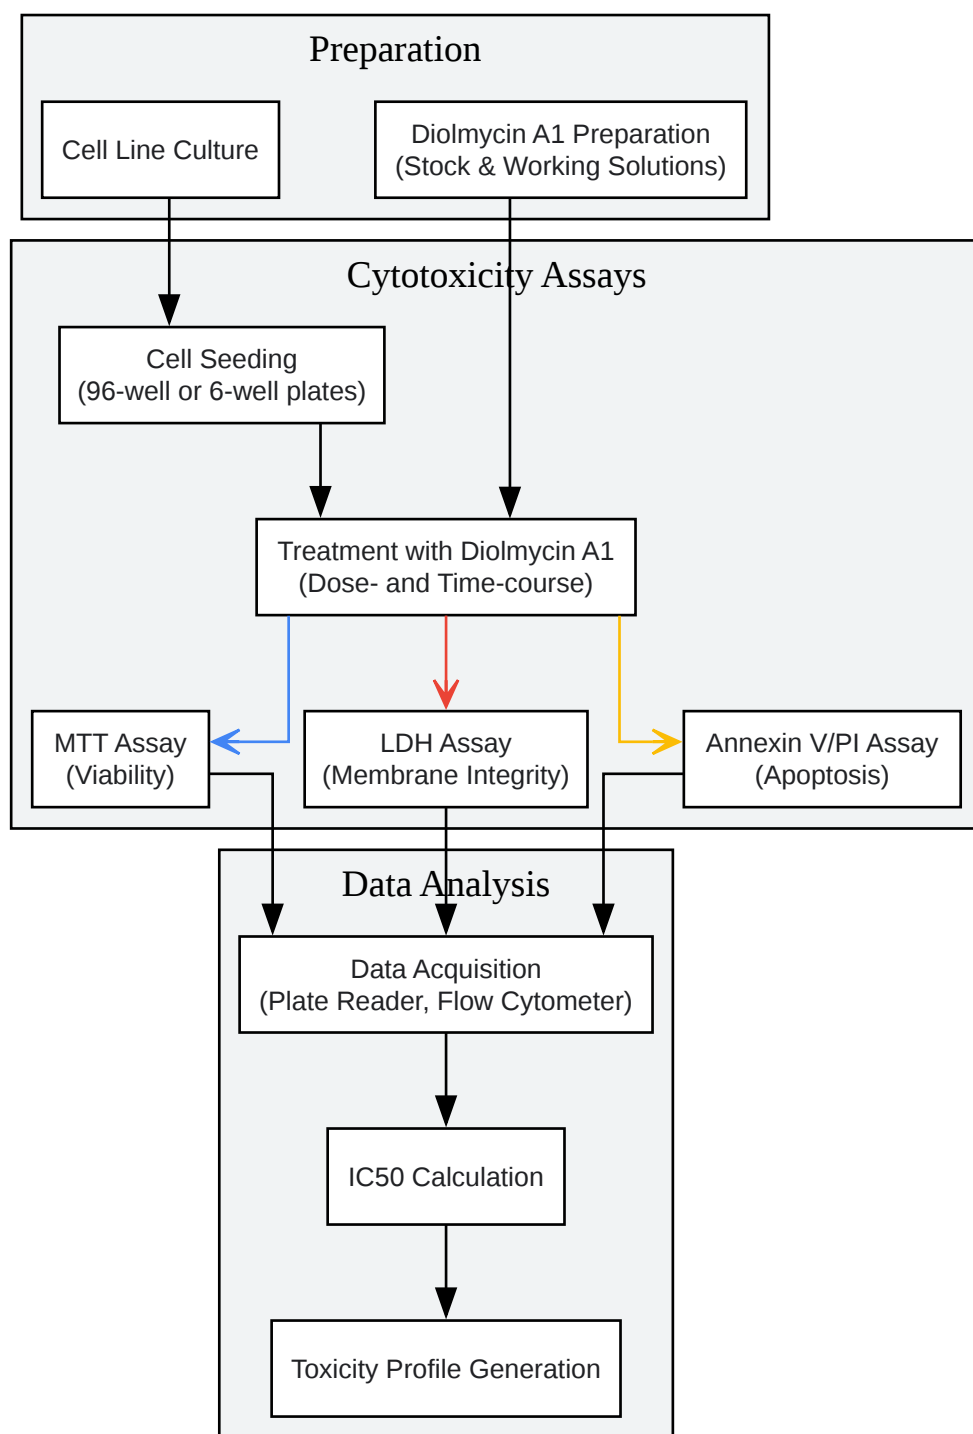 Preparation
Cell Line Culture
Diolmycin A1 Preparation
(Stock & Working Solutions)
Cytotoxicity Assays
Cell Seeding
(96-well or 6-well plates)
Treatment with Diolmycin A1
(Dose- and Time-course)
MTT Assay
(Viability)
LDH Assay
(Membrane Integrity)
Annexin V/PI Assay
(Apoptosis)
Data Analysis
Data Acquisition
(Plate Reader, Flow Cytometer)
IC50 Calculation
Toxicity Profile Generation